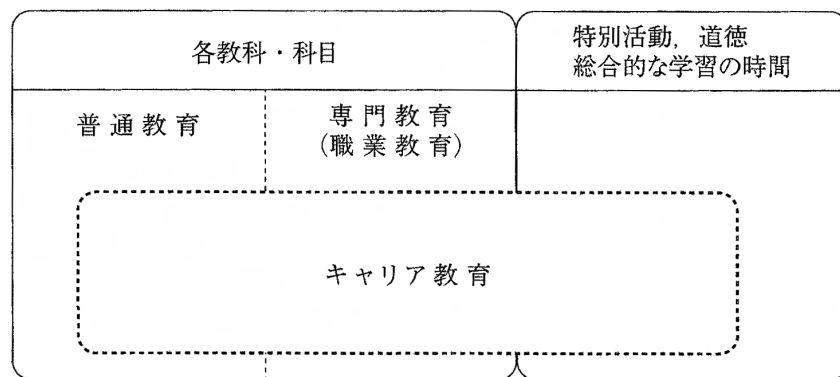 各教科・科目
特別活動，道徳
総合的な学習の時間
普通教育
専門教育
(職業教育)
キャリア教育